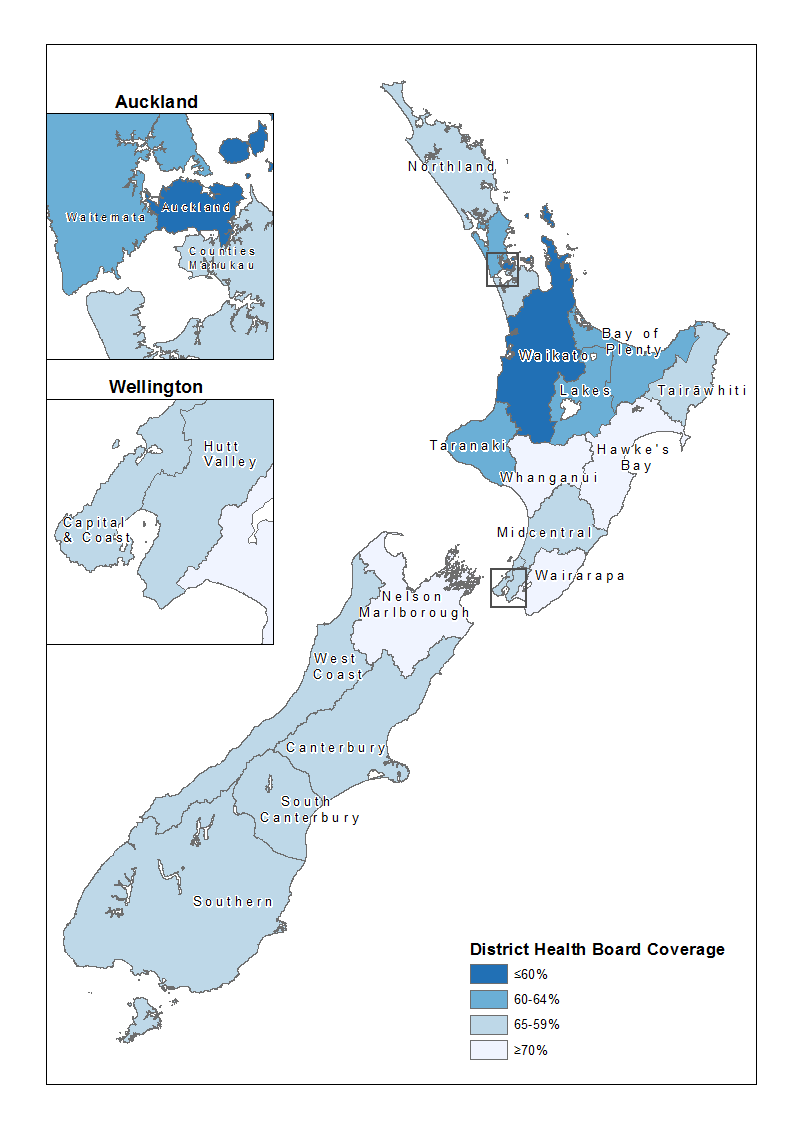 Auckland
Waitemata
Auckland
Counties
Manukau
Wellington
Hutt
Valley
Capital
& Coast
Northland
Waikato
Bay of
Plenty
Lakes
Tairāwhiti
Taranaki
Hawke's
Bay
Whanganui
Midcentral
Wairarapa
Nelson
Marlborough
West
Coast
Canterbury
South
Canterbury
Southern
District Health Board Coverage
≤60%
60-64%
65-59%
≥70%